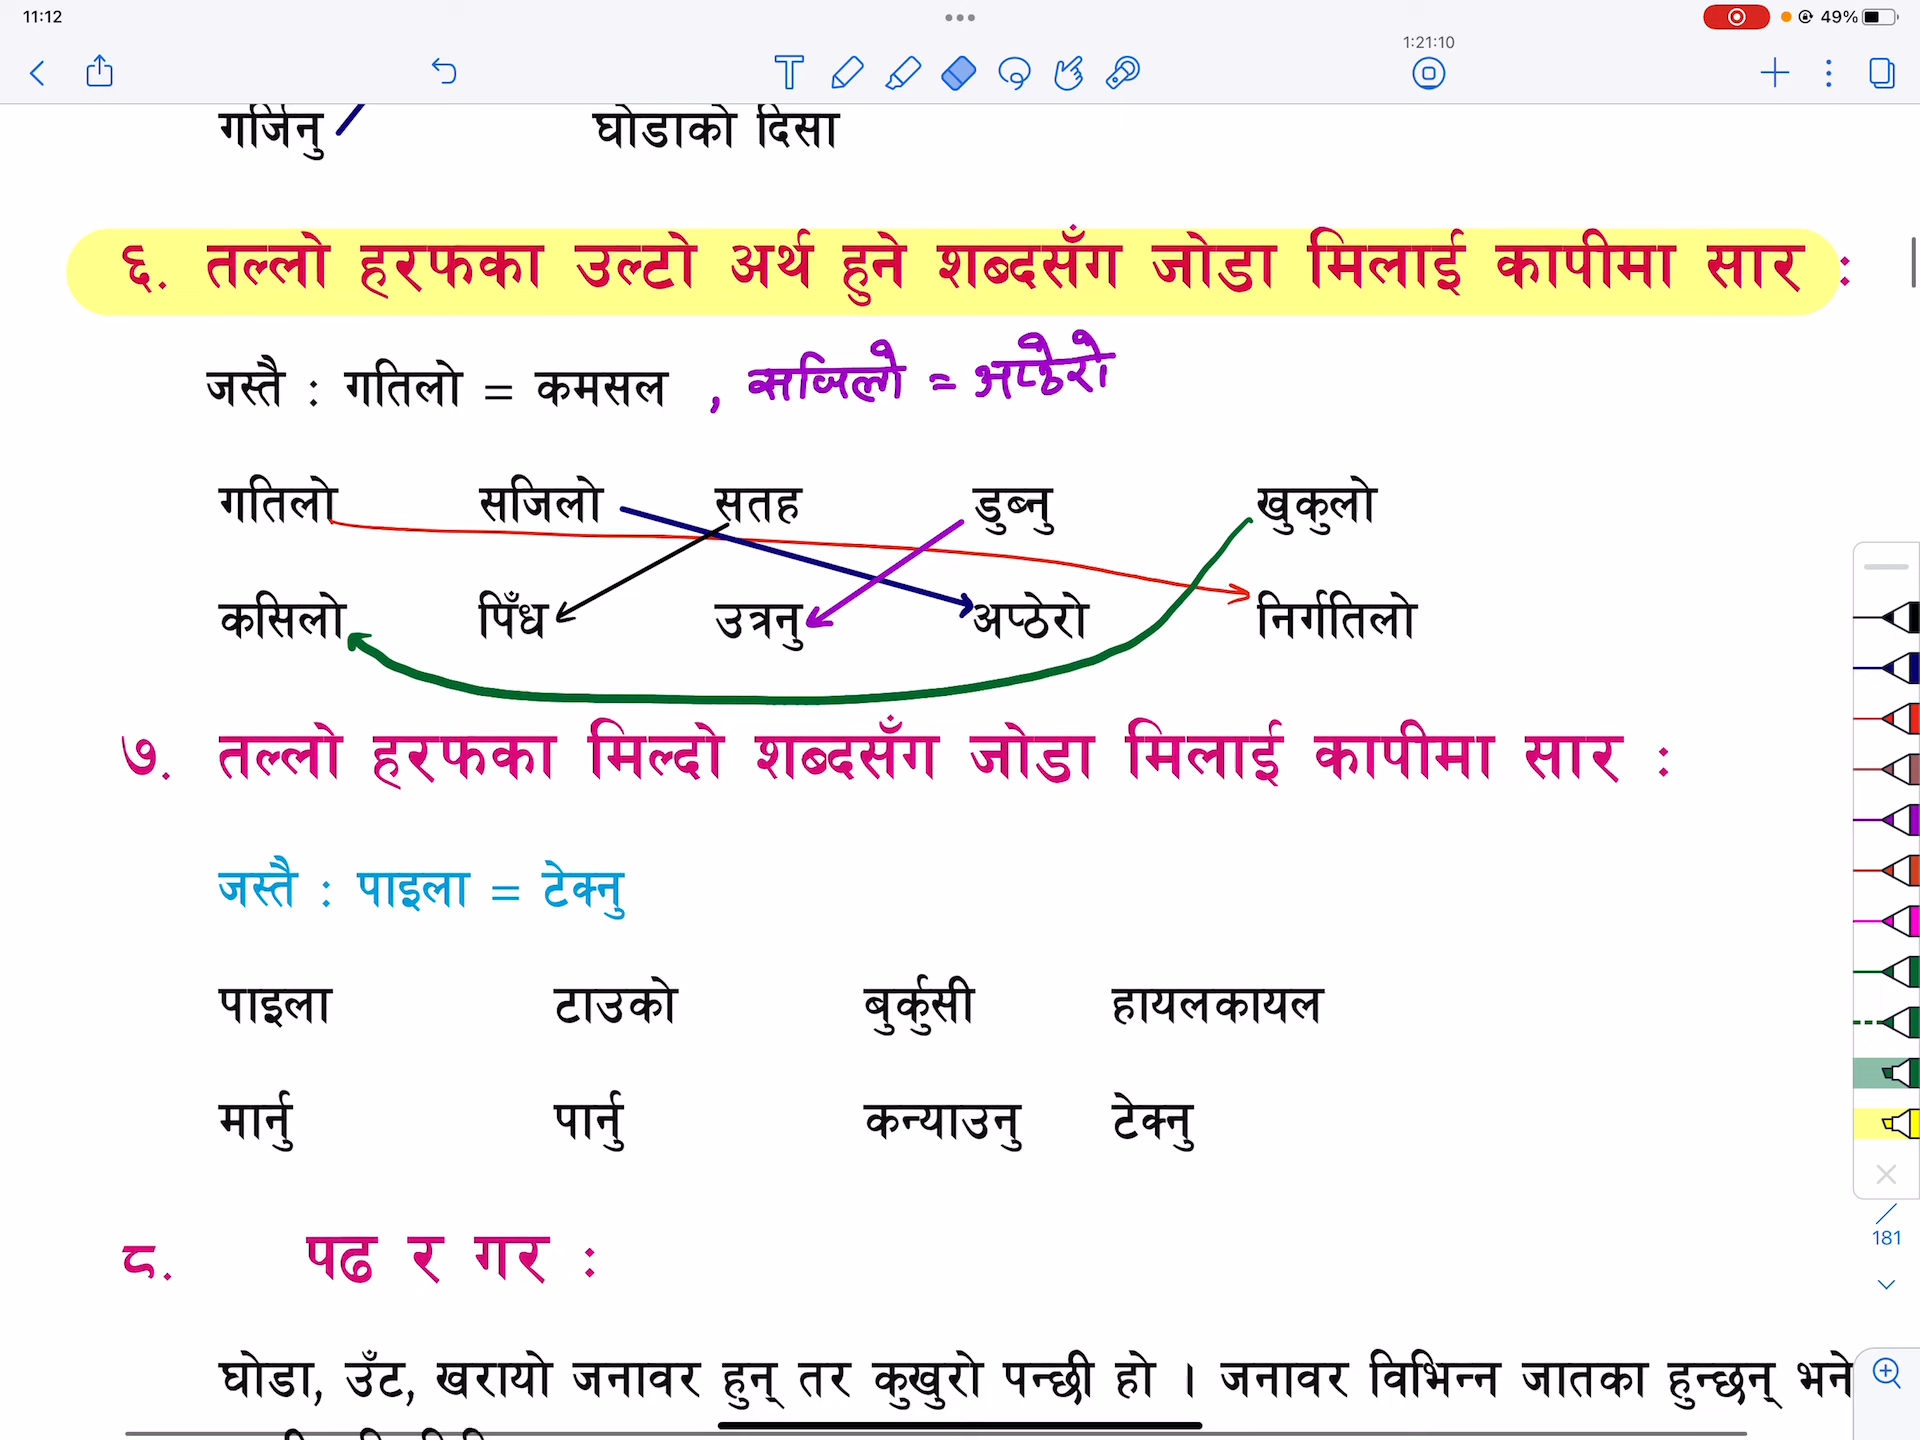 11:12
49%
1:21:10
गर्जिनु घोडाको दिसा
६. तल्लो हरफका उल्टो अर्थ हुने शब्दसँग जोडा मिलाई कापीमा सार :
जस्तै : गतिलो = कमसल , सजिलो = अप्ठेरो
गतिलो सजिलो सतह डुब्नु खुकुलो
कसिलो पिँध उत्रनु अप्ठेरो निर्गतिलो
७. तल्लो हरफका मिल्दो शब्दसँग जोडा मिलाई कापीमा सार :
जस्तै : पाइला = टेक्नु
पाइला टाउको बुर्कुसी हायलकायल
मार्नु पार्नु कन्याउनु टेक्नु
181
८. पढ र गर :
घोडा, उँट, खरायो जनावर हुन् तर कुखुरो पन्छी हो । जनावर विभिन्न जातका हुन्छन् भने